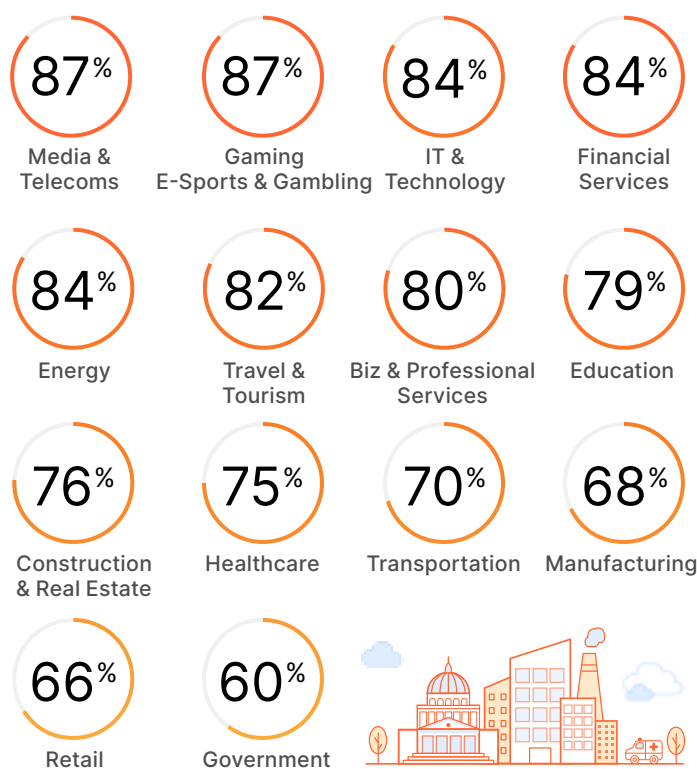 87%
Media &
Telecoms
87%
Gaming
E-Sports & Gambling
84%
IT &
Technology
84%
Financial
Services
84%
Energy
82%
Travel &
Tourism
80%
Biz & Professional
Services
79%
Education
76%
Construction
& Real Estate
75%
Healthcare
70%
Transportation
68%
Manufacturing
66%
Retail
60%
Government